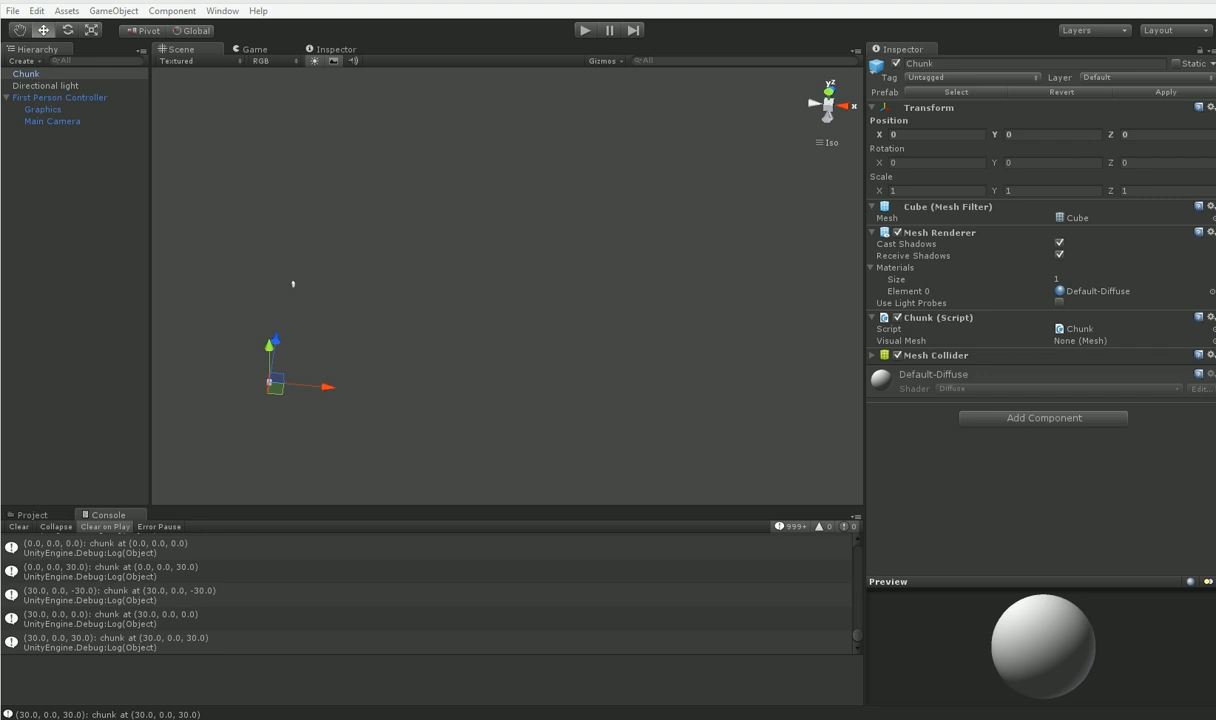 File Edit Assets GameObject Component Window Help
Pivot Global Layers Layout
Hierarchy Scene Game Inspector Inspector
Create All Textured RGB Gizmos All
Chunk Static
Chunk
Tag Untagged Layer Default
Directional light
Prefab Select Revert Apply
First Person Controller
Graphics
Main Camera
yz
x
Iso
Transform
Position
X 0 Y 0 Z 0
Rotation
X 0 Y 0 Z 0
Scale
X 1 Y 1 Z 1
Cube (Mesh Filter)
Mesh Cube
Mesh Renderer
Cast Shadows
Receive Shadows
Materials
Size 1
Element 0 Default-Diffuse
Use Light Probes
Chunk (Script)
Script Chunk
Visual Mesh None (Mesh)
Mesh Collider
Default-Diffuse
Shader Diffuse Edit...
Add Component
Project Console
Clear Collapse Clear on Play Error Pause 999+ 0 0
(0.0, 0.0, 0.0): chunk at (0.0, 0.0, 0.0)
UnityEngine.Debug:Log(Object)
(0.0, 0.0, 30.0): chunk at (0.0, 0.0, 30.0)
UnityEngine.Debug:Log(Object)
(30.0, 0.0, -30.0): chunk at (30.0, 0.0, -30.0)
UnityEngine.Debug:Log(Object)
(30.0, 0.0, 0.0): chunk at (30.0, 0.0, 0.0)
UnityEngine.Debug:Log(Object)
(30.0, 0.0, 30.0): chunk at (30.0, 0.0, 30.0)
UnityEngine.Debug:Log(Object)
Preview
(30.0, 0.0, 30.0): chunk at (30.0, 0.0, 30.0)